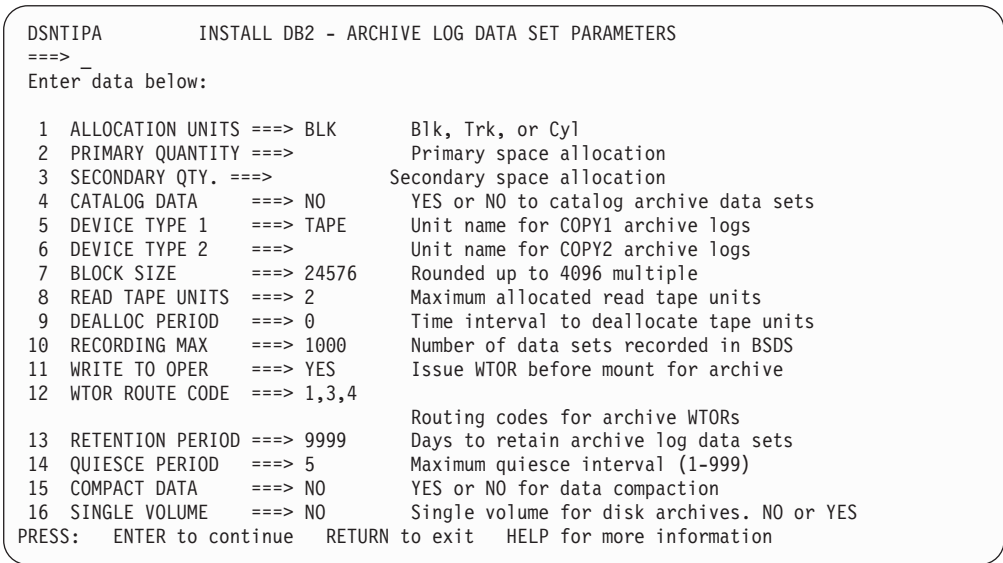 DSNTIPA INSTALL DB2 - ARCHIVE LOG DATA SET PARAMETERS
===> _
Enter data below:
1 ALLOCATION UNITS ===> BLK Blk, Trk, or Cyl
2 PRIMARY QUANTITY ===> Primary space allocation
3 SECONDARY QTY. ===> Secondary space allocation
4 CATALOG DATA ===> NO YES or NO to catalog archive data sets
5 DEVICE TYPE 1 ===> TAPE Unit name for COPY1 archive logs
6 DEVICE TYPE 2 ===> Unit name for COPY2 archive logs
7 BLOCK SIZE ===> 24576 Rounded up to 4096 multiple
8 READ TAPE UNITS ===> 2 Maximum allocated read tape units
9 DEALLOC PERIOD ===> 0 Time interval to deallocate tape units
10 RECORDING MAX ===> 1000 Number of data sets recorded in BSDS
11 WRITE TO OPER ===> YES Issue WTOR before mount for archive
12 WTOR ROUTE CODE ===> 1,3,4
Routing codes for archive WTORs
13 RETENTION PERIOD ===> 9999 Days to retain archive log data sets
14 QUIESCE PERIOD ===> 5 Maximum quiesce interval (1-999)
15 COMPACT DATA ===> NO YES or NO for data compaction
16 SINGLE VOLUME ===> NO Single volume for disk archives. NO or YES
PRESS: ENTER to continue RETURN to exit HELP for more information